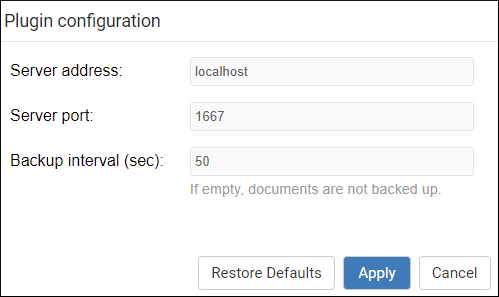 Plugin configuration
Server address: localhost
Server port: 1667
Backup interval (sec): 50
If empty, documents are not backed up.
Restore Defaults Apply Cancel